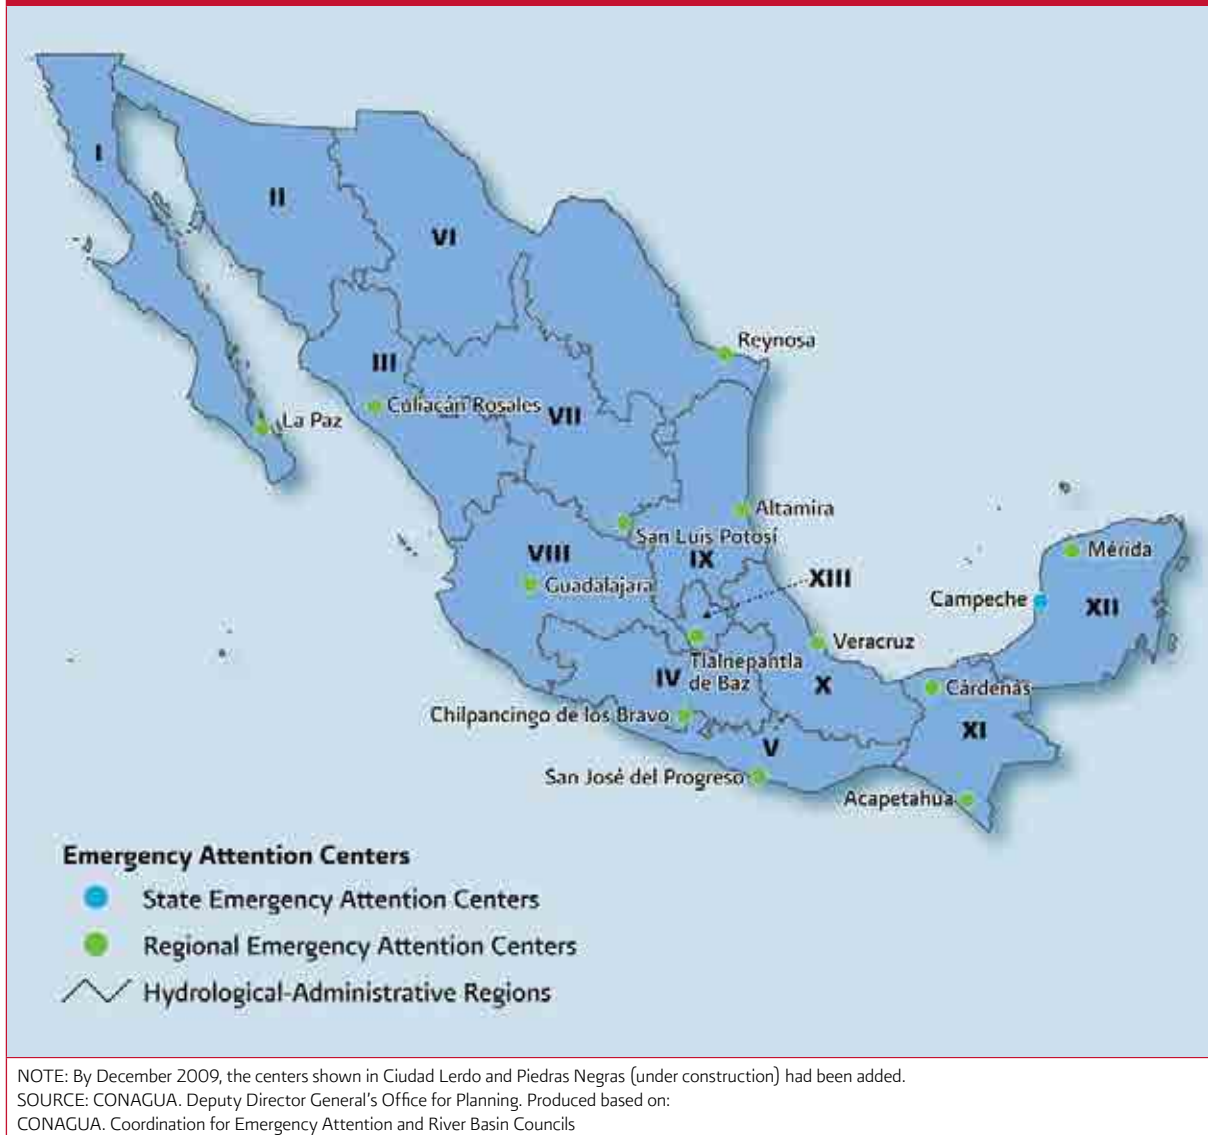 I
II
VI
Reynosa
III
Culiacán Rosales
VII
La Paz
Altamira
San Luis Potosí
VIII
IX
XIII
Mérida
Guadalajara
Campeche
XII
Veracruz
Tlalnepantla
de Baz
IV
X
Cárdenas
Chilpancingo de los Bravo
V
XI
San José del Progreso
Acapetahua
Emergency Attention Centers
State Emergency Attention Centers
Regional Emergency Attention Centers
Hydrological-Administrative Regions
NOTE: By December 2009, the centers shown in Ciudad Lerdo and Piedras Negras (under construction) had been added.
SOURCE: CONAGUA. Deputy Director General's Office for Planning. Produced based on:
CONAGUA. Coordination for Emergency Attention and River Basin Councils